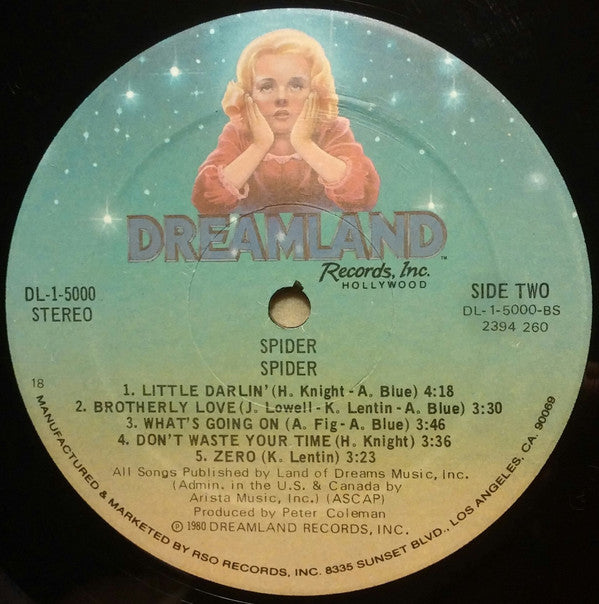 DREAMLAND™
Records, Inc.
HOLLYWOOD
DL-1-5000
STEREO
SIDE TWO
DL-1-5000-BS
2394 260
SPIDER
SPIDER
1. LITTLE DARLIN' (H. Knight - A. Blue) 4:18
2. BROTHERLY LOVE (J. Lowell - K. Lentin - A. Blue) 3:30
3. WHAT'S GOING ON (A. Fig - A. Blue) 3:46
4. DON'T WASTE YOUR TIME (H. Knight) 3:36
5. ZERO (K. Lentin) 3:23
All Songs Published by Land of Dreams Music, Inc.
(Admin. in the U.S. & Canada by
Arista Music, Inc.) (ASCAP)
Produced by Peter Coleman
℗ 1980 DREAMLAND RECORDS, INC.
18
MANUFACTURED & MARKETED BY RSO RECORDS, INC. 8335 SUNSET BLVD., LOS ANGELES, CA. 90069